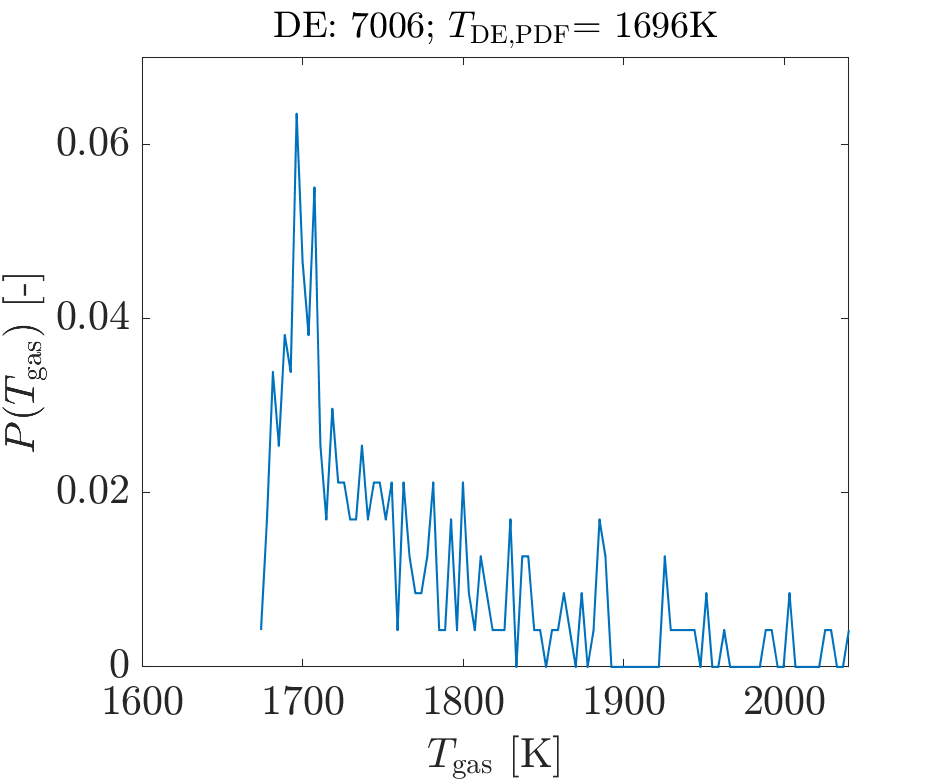 DE: 7006; T_DE,PDF= 1696K
0.06
0.04
0.02
0
P(T_gas) [-]
1600 1700 1800 1900 2000
T_gas [K]